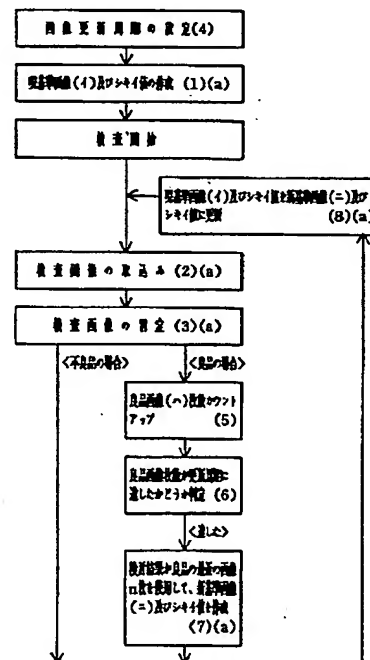 画像更新周期の設定(4)
現基準画像(イ)及びシキイ値の作成 (1)(a)
検査開始
現基準画像(イ)及びシキイ値を新基準画像(ニ)及び
シキイ値に更新 (8)(a)
検査画像の取込み (2)(a)
検査画像の判定 (3)(a)
<不良品の場合>
<良品の場合>
良品画像(ハ)枚数カウント
アップ (5)
良品画像枚数が更新周期に
達したかどうか判定 (6)
<達した>
検査結果が良品の最新の画像
n枚を使用して、新基準画像
(ニ)及びシキイ値を作成
(7)(a)